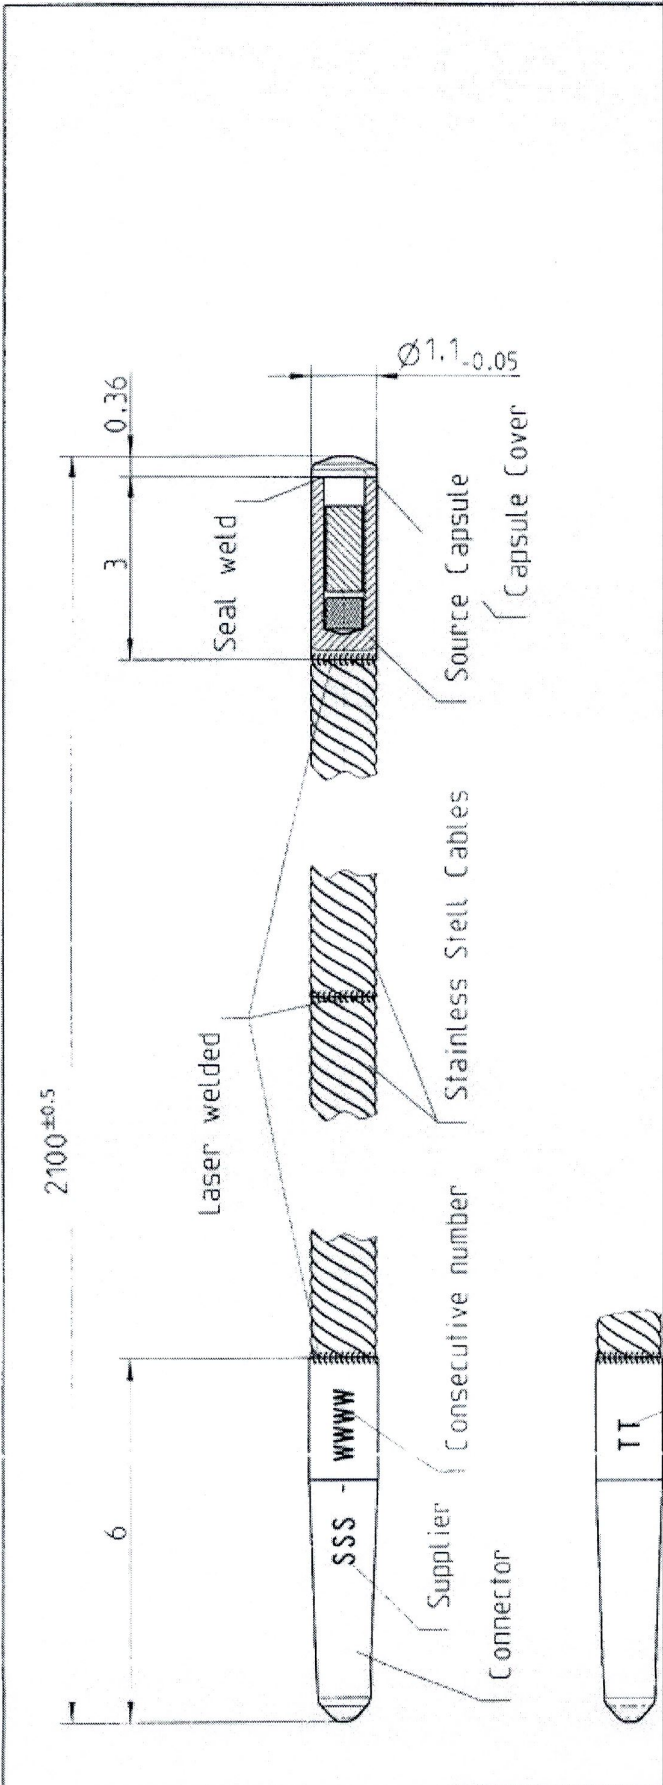 2100±0.5
6
3
0.36
Ø1.1-0.05
Laser welded
Seal weld
SSS - WWWW
Connector
Supplier
Consecutive number
Stainless Stell Cables
Source Capsule
Capsule Cover
TT